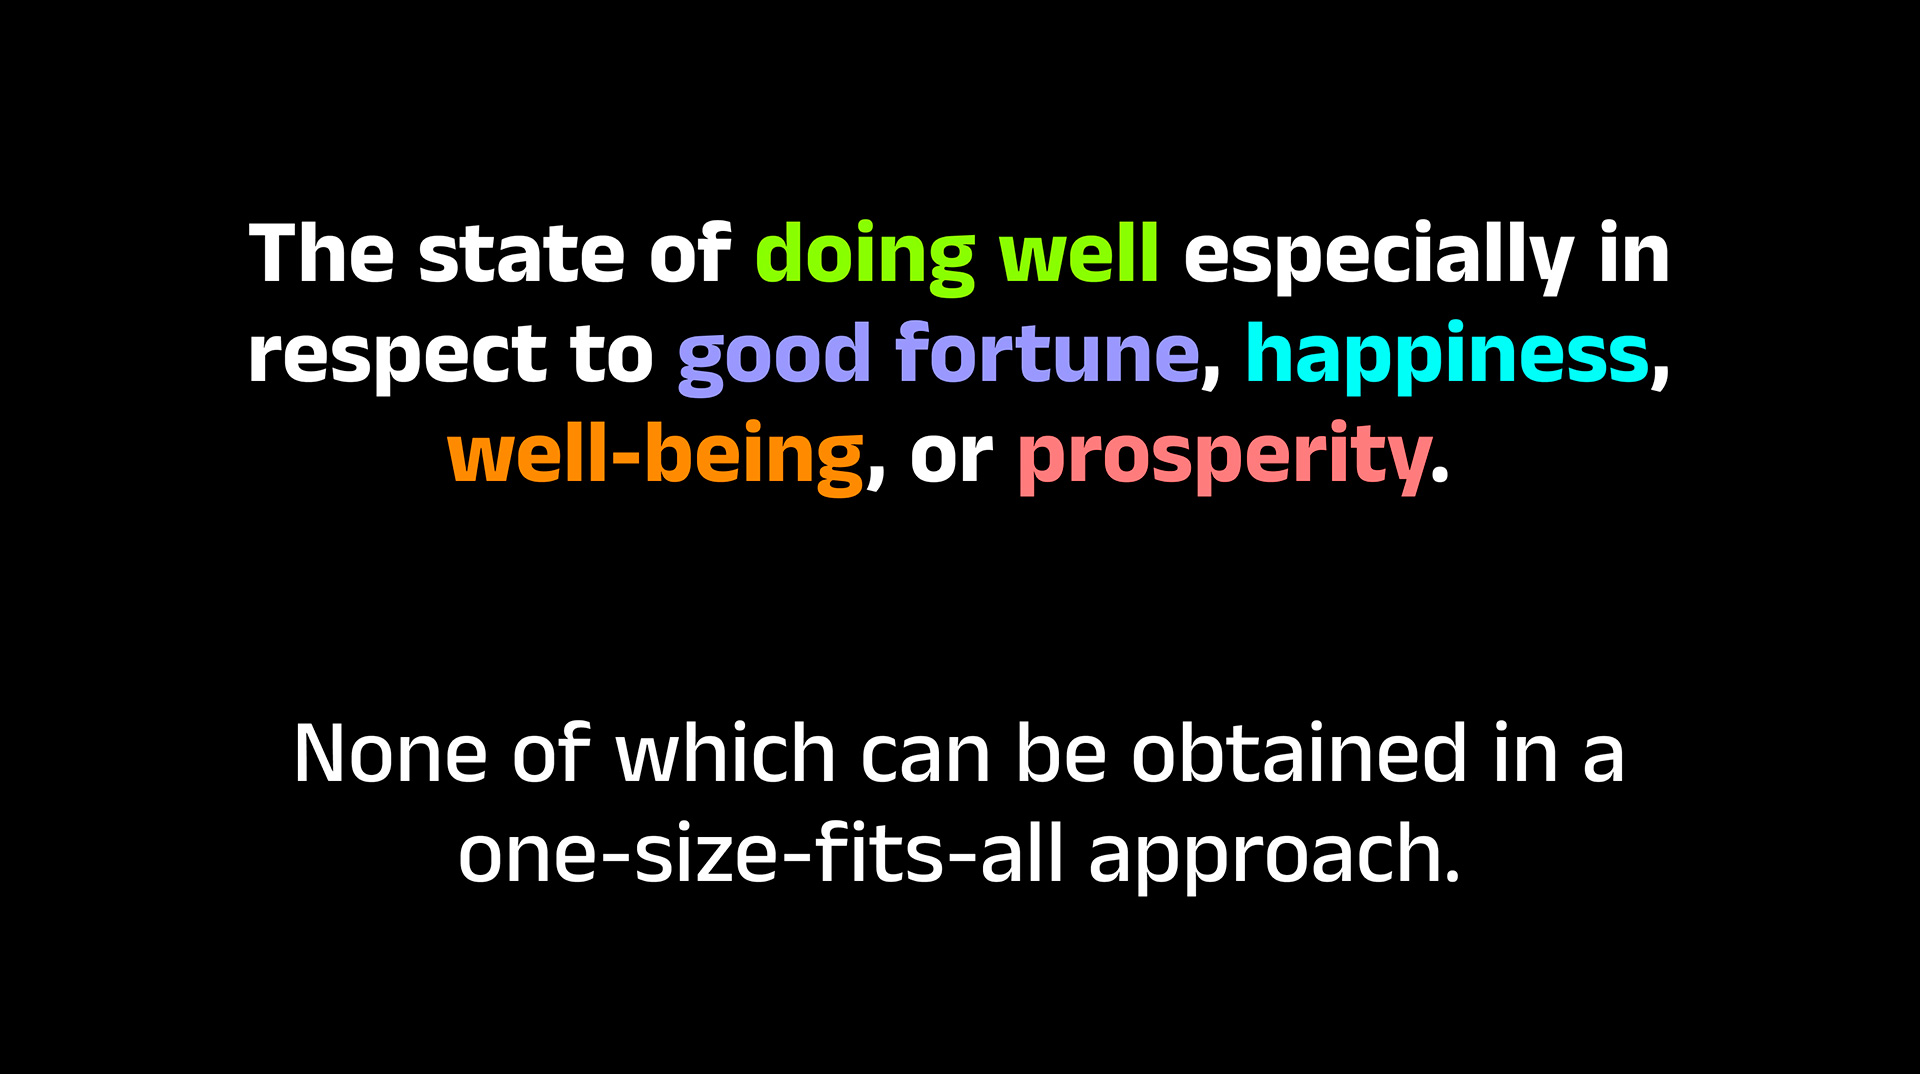 The state of doing well especially in
respect to good fortune, happiness,
well-being, or prosperity.
None of which can be obtained in a
one-size-fits-all approach.